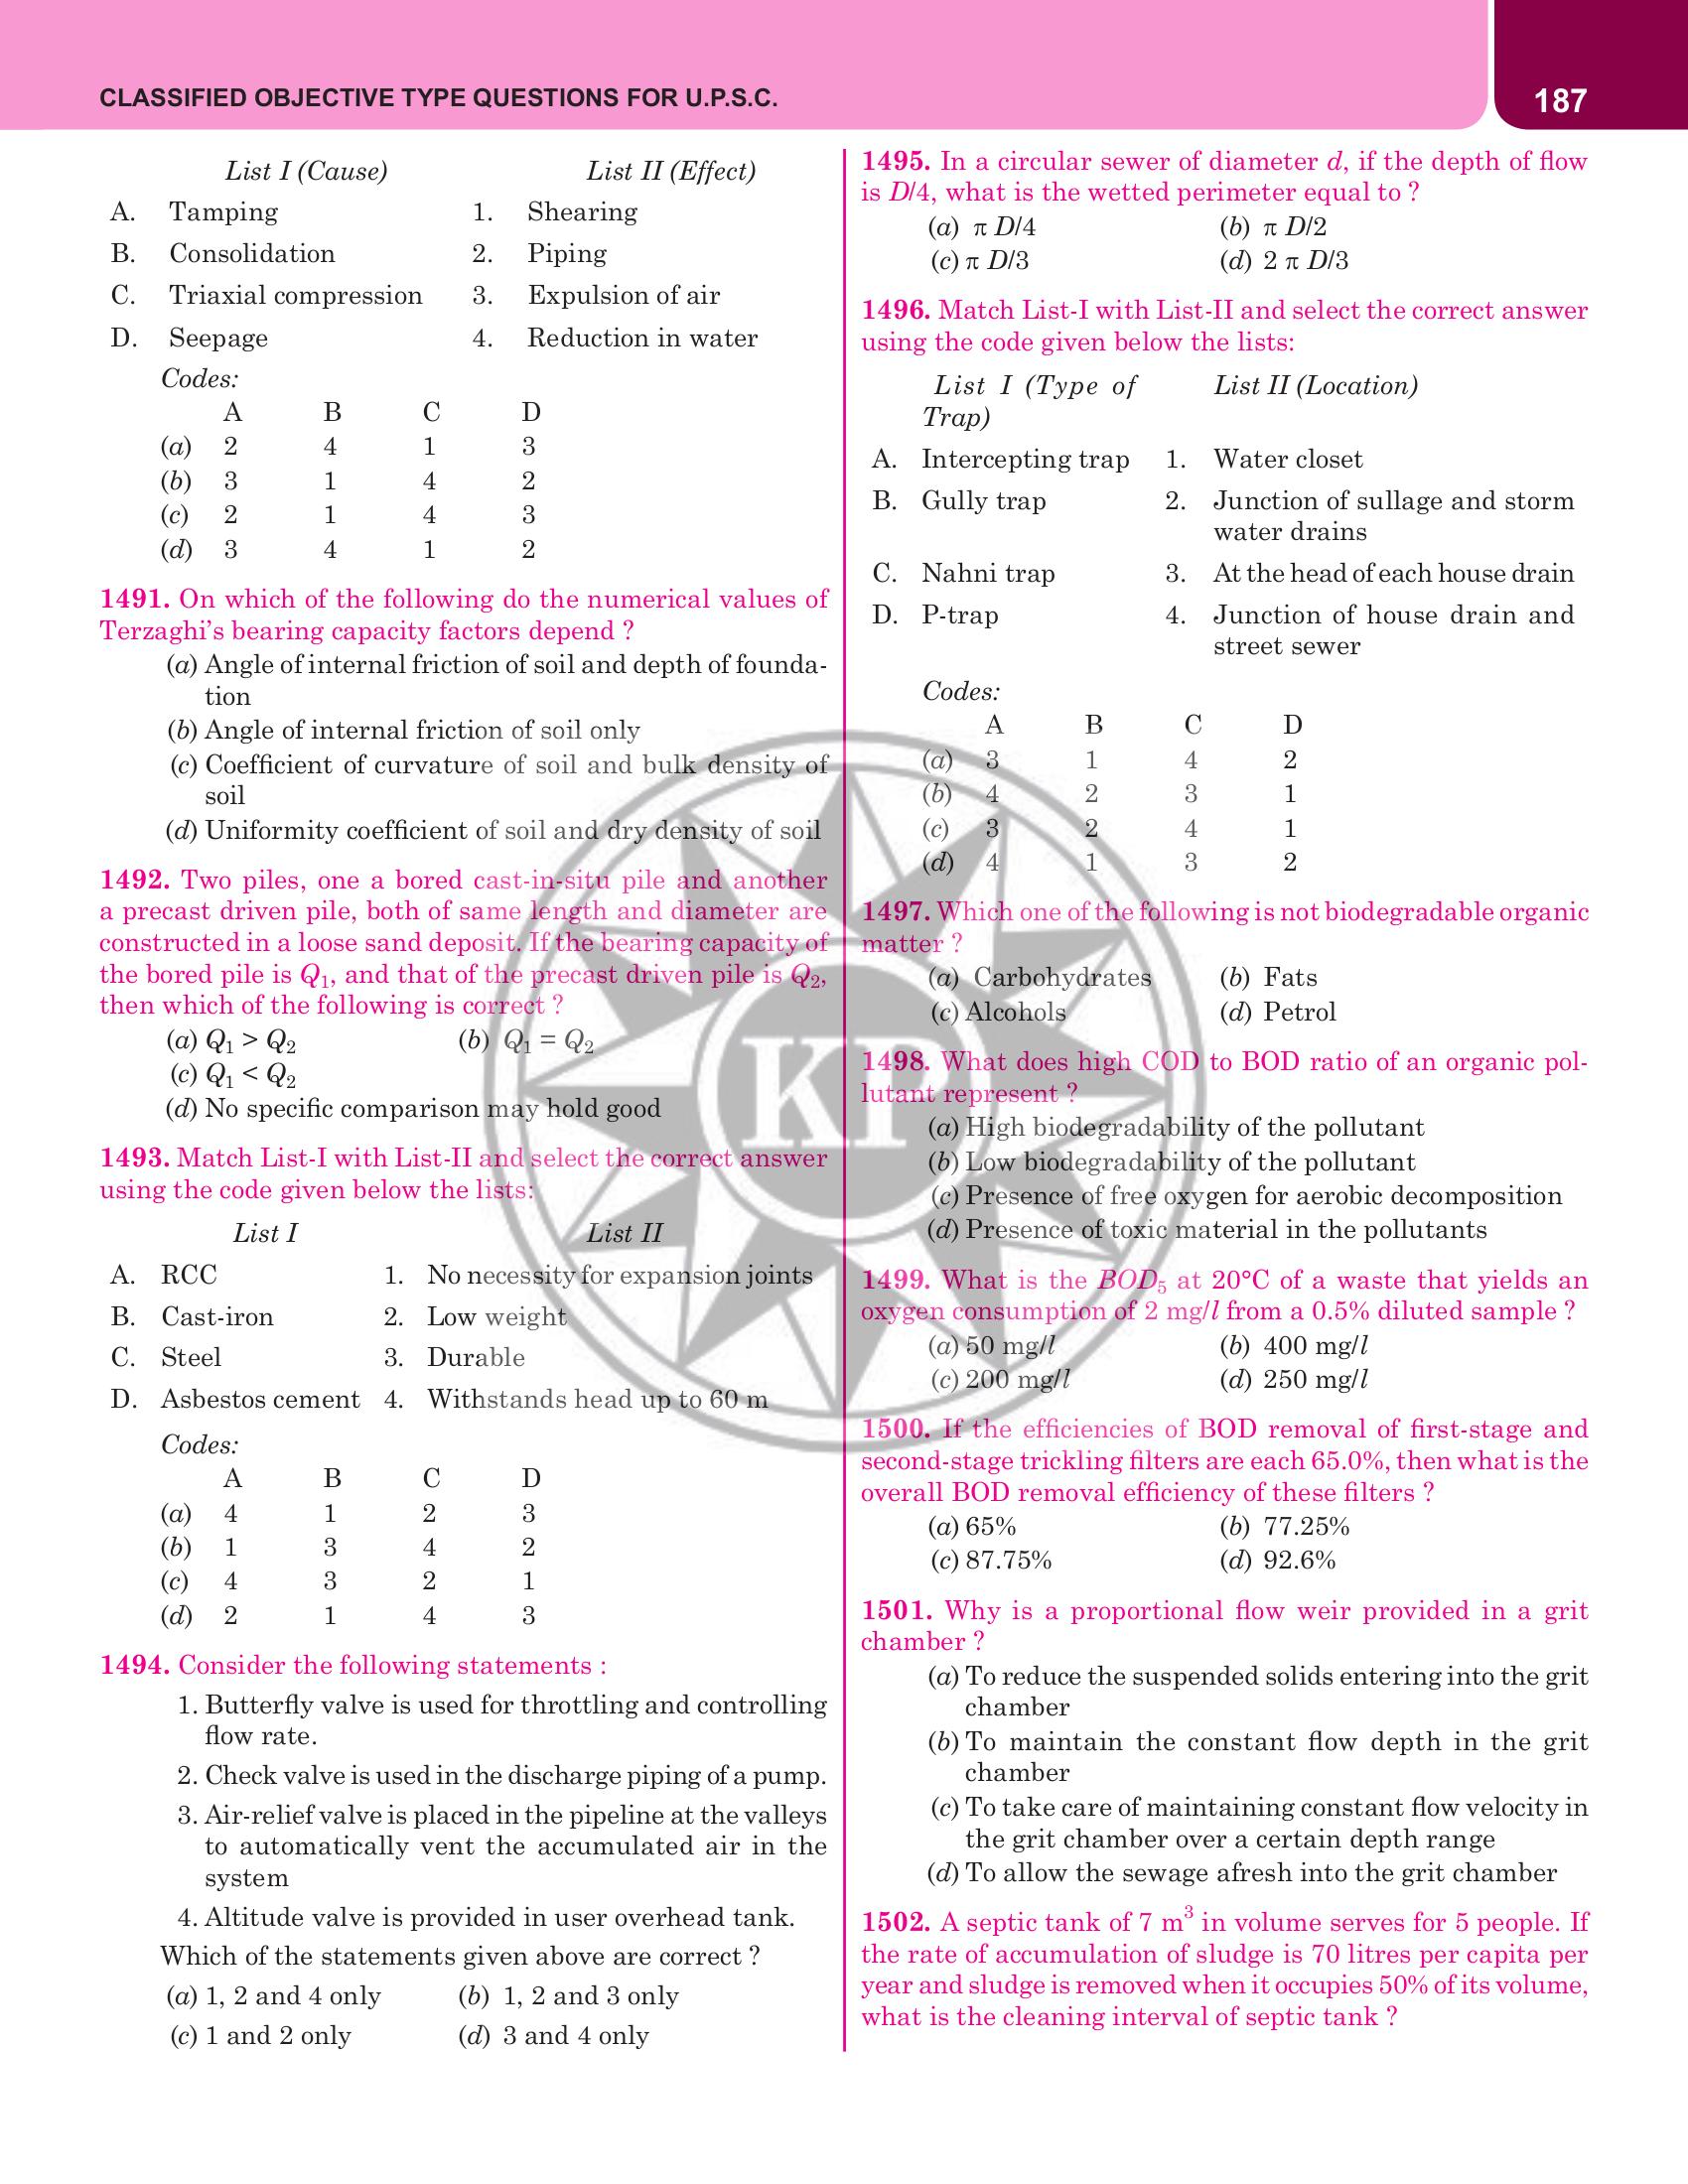 CLASSIFIED OBJECTIVE TYPE QUESTIONS FOR U.P.S.C.
187
List I (Cause) List II (Effect)
A. Tamping 1. Shearing
B. Consolidation 2. Piping
C. Triaxial compression 3. Expulsion of air
D. Seepage 4. Reduction in water
Codes:
A B C D
(a) 2 4 1 3
(b) 3 1 4 2
(c) 2 1 4 3
(d) 3 4 1 2
1491. On which of the following do the numerical values of
Terzaghi’s bearing capacity factors depend ?
(a) Angle of internal friction of soil and depth of founda-
tion
(b) Angle of internal friction of soil only
(c) Coefficient of curvature of soil and bulk density of
soil
(d) Uniformity coefficient of soil and dry density of soil
1492. Two piles, one a bored cast-in-situ pile and another
a precast driven pile, both of same length and diameter are
constructed in a loose sand deposit. If the bearing capacity of
the bored pile is Q₁, and that of the precast driven pile is Q₂,
then which of the following is correct ?
(a) Q₁ > Q₂ (b) Q₁ = Q₂
(c) Q₁ < Q₂
(d) No specific comparison may hold good
1493. Match List-I with List-II and select the correct answer
using the code given below the lists:
List I List II
A. RCC 1. No necessity for expansion joints
B. Cast-iron 2. Low weight
C. Steel 3. Durable
D. Asbestos cement 4. Withstands head up to 60 m
Codes:
A B C D
(a) 4 1 2 3
(b) 1 3 4 2
(c) 4 3 2 1
(d) 2 1 4 3
1494. Consider the following statements :
1. Butterfly valve is used for throttling and controlling
flow rate.
2. Check valve is used in the discharge piping of a pump.
3. Air-relief valve is placed in the pipeline at the valleys
to automatically vent the accumulated air in the
system
4. Altitude valve is provided in user overhead tank.
Which of the statements given above are correct ?
(a) 1, 2 and 4 only (b) 1, 2 and 3 only
(c) 1 and 2 only (d) 3 and 4 only
1495. In a circular sewer of diameter d, if the depth of flow
is D/4, what is the wetted perimeter equal to ?
(a) π D/4 (b) π D/2
(c) π D/3 (d) 2 π D/3
1496. Match List-I with List-II and select the correct answer
using the code given below the lists:
List I (Type of List II (Location)
Trap)
A. Intercepting trap 1. Water closet
B. Gully trap 2. Junction of sullage and storm
water drains
C. Nahni trap 3. At the head of each house drain
D. P-trap 4. Junction of house drain and
street sewer
Codes:
A B C D
(a) 3 1 4 2
(b) 4 2 3 1
(c) 3 2 4 1
(d) 4 1 3 2
1497. Which one of the following is not biodegradable organic
matter ?
(a) Carbohydrates (b) Fats
(c) Alcohols (d) Petrol
1498. What does high COD to BOD ratio of an organic pol-
lutant represent ?
(a) High biodegradability of the pollutant
(b) Low biodegradability of the pollutant
(c) Presence of free oxygen for aerobic decomposition
(d) Presence of toxic material in the pollutants
1499. What is the BOD₅ at 20°C of a waste that yields an
oxygen consumption of 2 mg/l from a 0.5% diluted sample ?
(a) 50 mg/l (b) 400 mg/l
(c) 200 mg/l (d) 250 mg/l
1500. If the efficiencies of BOD removal of first-stage and
second-stage trickling filters are each 65.0%, then what is the
overall BOD removal efficiency of these filters ?
(a) 65% (b) 77.25%
(c) 87.75% (d) 92.6%
1501. Why is a proportional flow weir provided in a grit
chamber ?
(a) To reduce the suspended solids entering into the grit
chamber
(b) To maintain the constant flow depth in the grit
chamber
(c) To take care of maintaining constant flow velocity in
the grit chamber over a certain depth range
(d) To allow the sewage afresh into the grit chamber
1502. A septic tank of 7 m³ in volume serves for 5 people. If
the rate of accumulation of sludge is 70 litres per capita per
year and sludge is removed when it occupies 50% of its volume,
what is the cleaning interval of septic tank ?
KP